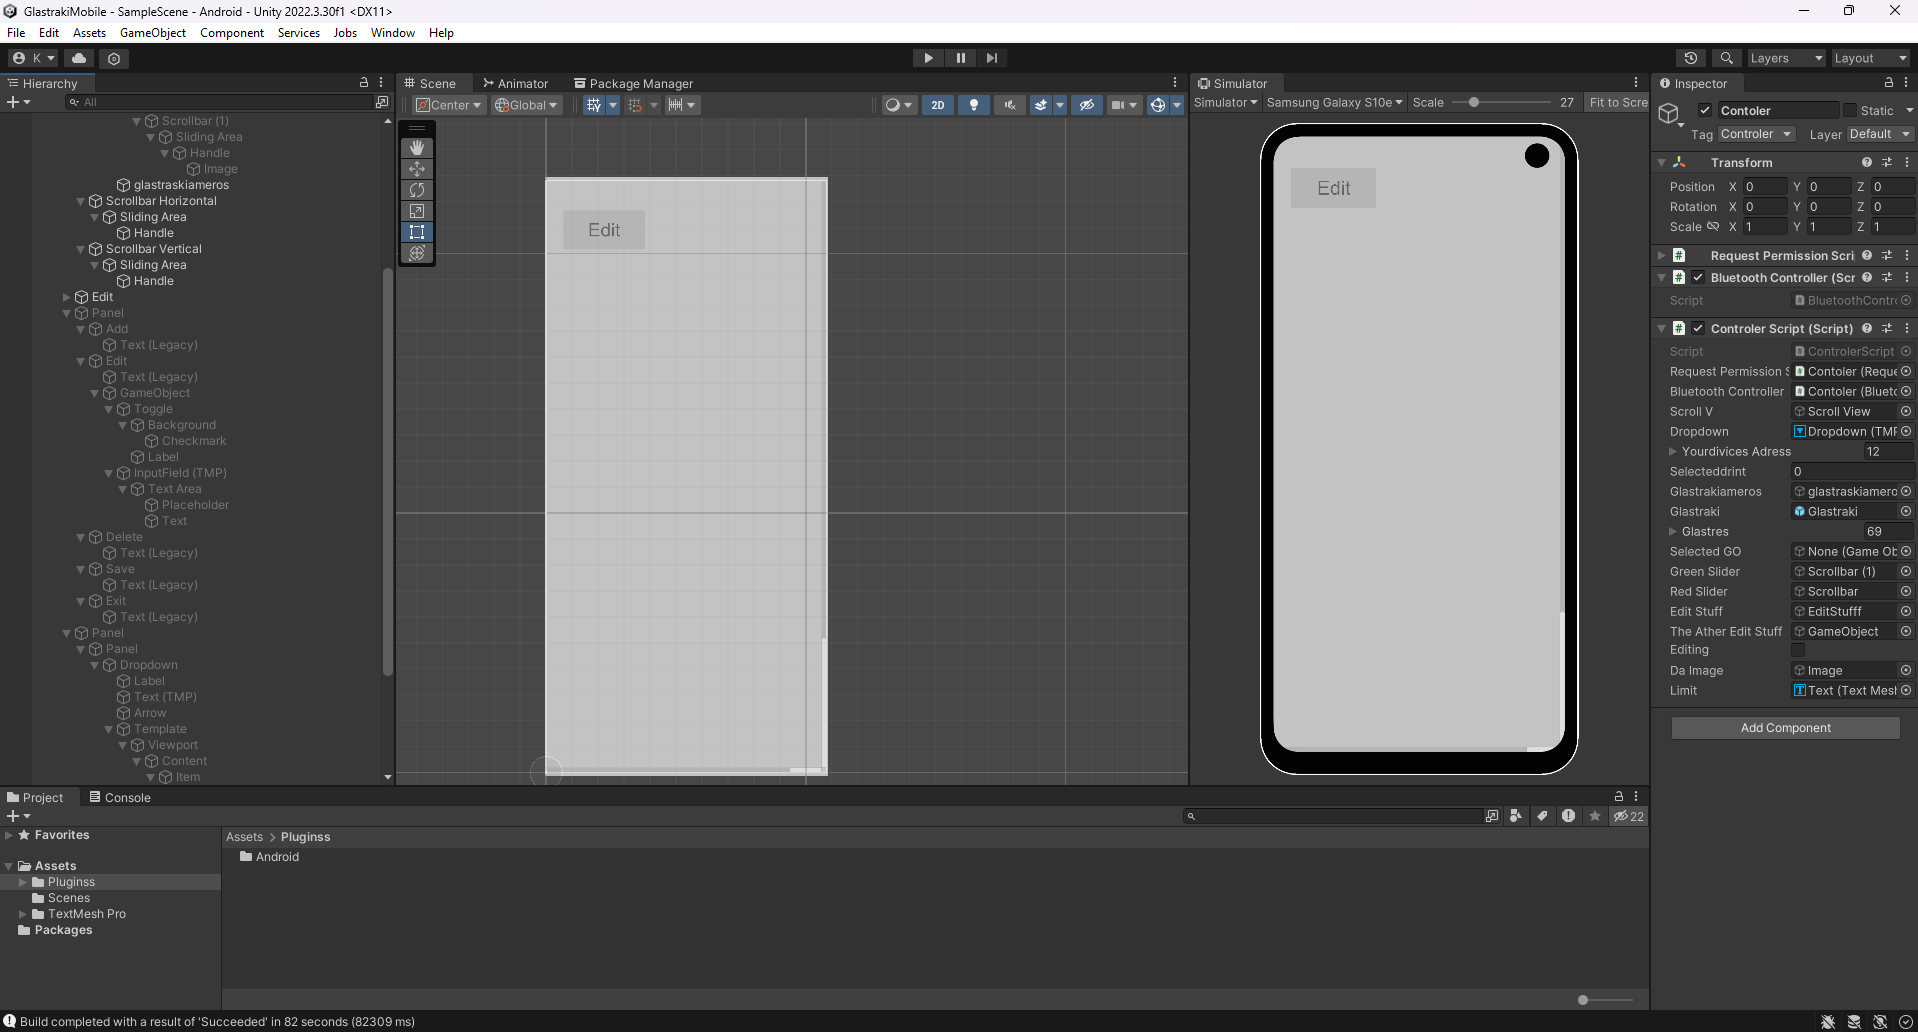 GlastrakiMobile - SampleScene - Android - Unity 2022.3.30f1 <DX11>
File Edit Assets GameObject Component Services Jobs Window Help
K Layers Layout
Hierarchy
All
Scrollbar (1)
Sliding Area
Handle
Image
glastraskiameros
Scrollbar Horizontal
Sliding Area
Handle
Scrollbar Vertical
Sliding Area
Handle
Edit
Panel
Add
Text (Legacy)
Edit
Text (Legacy)
GameObject
Toggle
Background
Checkmark
Label
InputField (TMP)
Text Area
Placeholder
Text
Delete
Text (Legacy)
Save
Text (Legacy)
Exit
Text (Legacy)
Panel
Panel
Dropdown
Label
Text (TMP)
Arrow
Template
Viewport
Content
Item
Scene Animator Package Manager
Center Global 2D
Edit
Simulator
Simulator Samsung Galaxy S10e Scale 27 Fit to Scre
Edit
Inspector
Contoler Static
Tag Controler Layer Default
Transform
Position X 0 Y 0 Z 0
Rotation X 0 Y 0 Z 0
Scale X 1 Y 1 Z 1
Request Permission Scri
Bluetooth Controller (Scr
Script BluetoothContro
Controler Script (Script)
Script ControlerScript
Request Permission S Contoler (Reque
Bluetooth Controller Contoler (Blueto
Scroll V Scroll View
Dropdown Dropdown (TMF
Yourdivices Adress 12
Selecteddrint 0
Glastrakiameros glastraskiamero
Glastraki Glastraki
Glastres 69
Selected GO None (Game Ob
Green Slider Scrollbar (1)
Red Slider Scrollbar
Edit Stuff EditStufff
The Ather Edit Stuff GameObject
Editing
Da Image Image
Limit Text (Text Mesh
Add Component
Project Console
22
Favorites
Assets
Pluginss
Scenes
TextMesh Pro
Packages
Assets > Pluginss
Android
Build completed with a result of 'Succeeded' in 82 seconds (82309 ms)